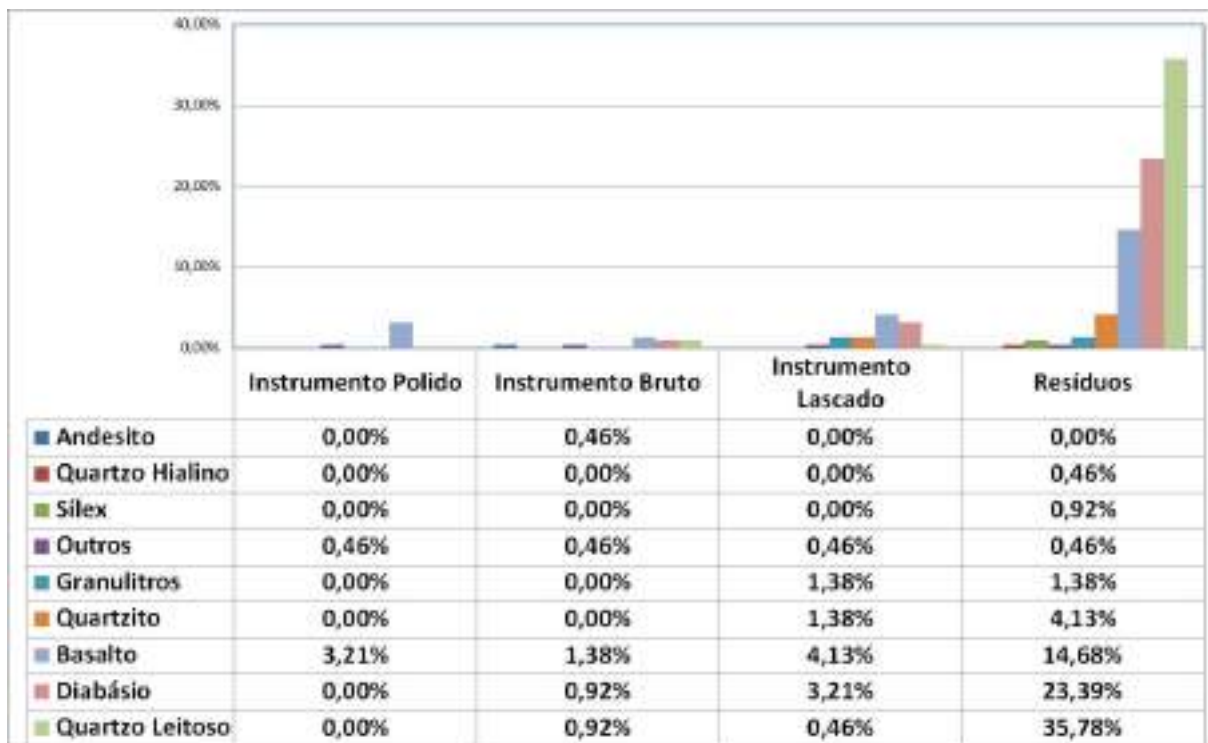 40,00%
30,00%
20,00%
10,00%
0,00%
Instrumento Polido Instrumento Bruto Instrumento Lascado Resíduos
Andesito 0,00% 0,46% 0,00% 0,00%
Quartzo Hialino 0,00% 0,00% 0,00% 0,46%
Sílex 0,00% 0,00% 0,00% 0,92%
Outros 0,46% 0,46% 0,46% 0,46%
Granulitros 0,00% 0,00% 1,38% 1,38%
Quartzito 0,00% 0,00% 1,38% 4,13%
Basalto 3,21% 1,38% 4,13% 14,68%
Diabásio 0,00% 0,92% 3,21% 23,39%
Quartzo Leitoso 0,00% 0,92% 0,46% 35,78%